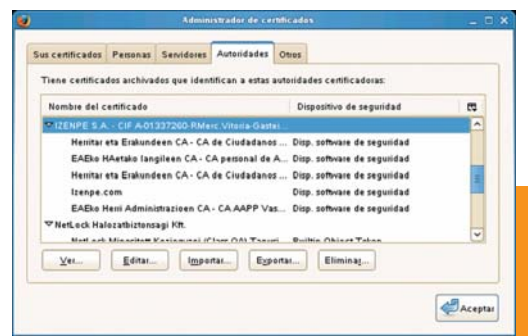 Administrador de certificados
Sus certificados Personas Servidores Autoridades Otros
Tiene certificados archivados que identifican a estas autoridades certificadoras:
Nombre del certificado Dispositivo de seguridad
IZENPE S.A. - CIF A-01337260-RMerc.Vitoria-Gastei...
Herritar eta Erakundeen CA - CA de Ciudadanos ... Disp. software de seguridad
EAEko HAetako langileen CA - CA personal de A... Disp. software de seguridad
Herritar eta Erakundeen CA - CA de Ciudadanos ... Disp. software de seguridad
Izenpe.com Disp. software de seguridad
EAEko Herri Administrazioen CA - CA AAPP Vas... Disp. software de seguridad
NetLock Halozatbiztonsagi Kft.
Builtin Object Token
Ver... Editar... Importar... Exportar... Eliminar...
Aceptar